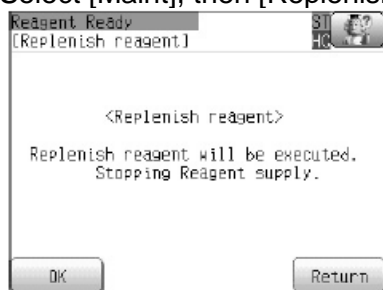 Select [Maint], then [Replenis
Reagent Ready
ST
[Replenish reagent]
HC
<Replenish reagent>
Replenish reagent will be executed.
Stopping Reagent supply.
OK
Return